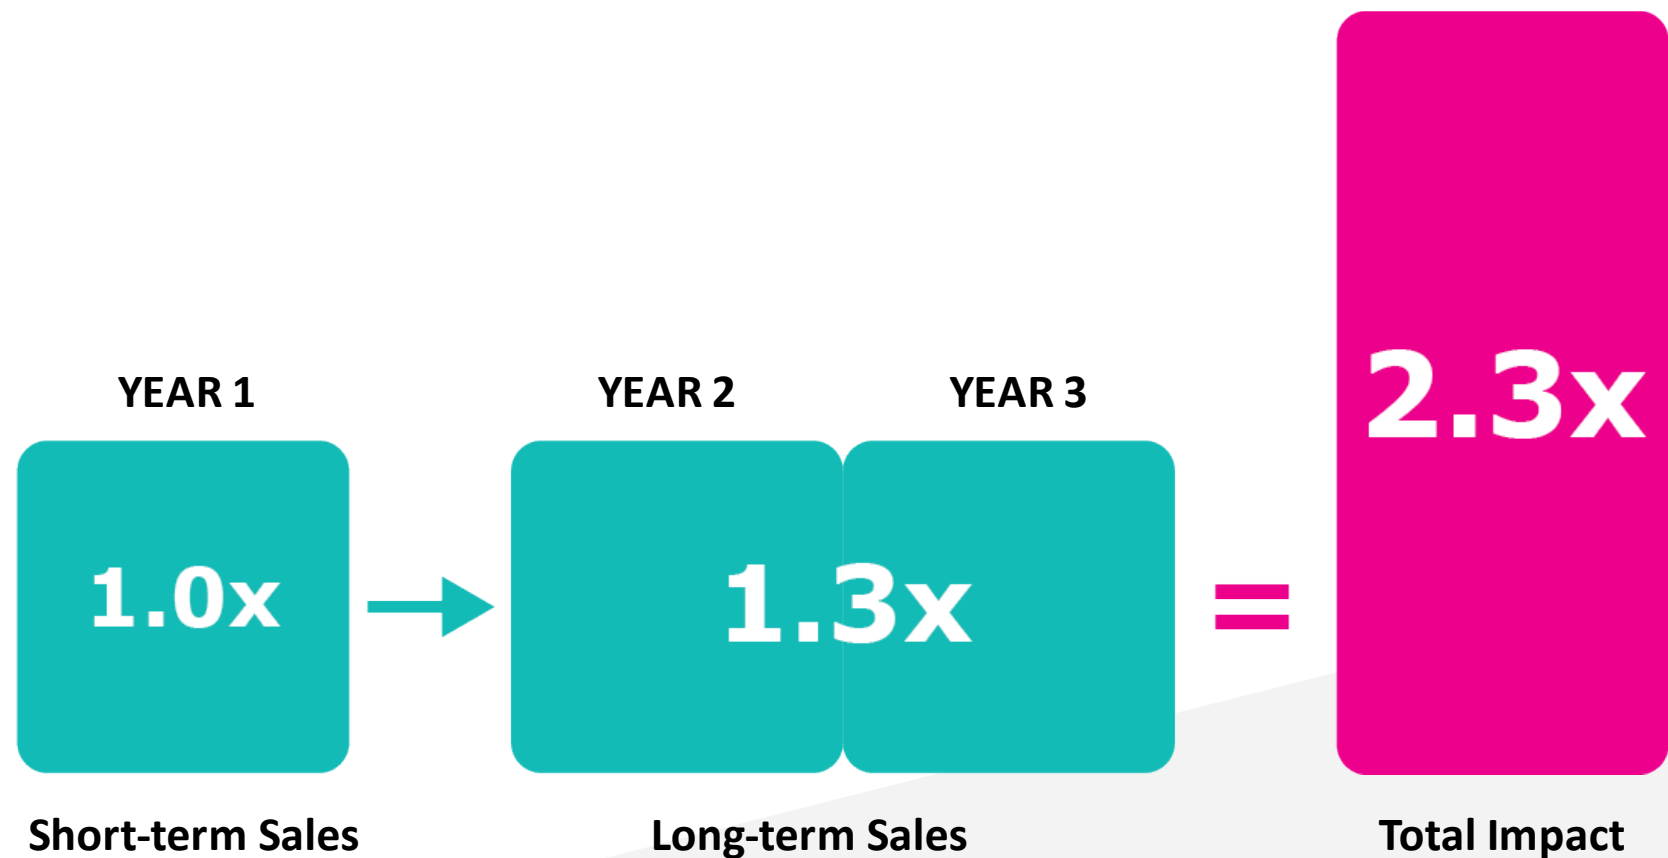 YEAR 1
YEAR 2
YEAR 3
1.0x
1.3x
=
2.3x
Short-term Sales
Long-term Sales
Total Impact